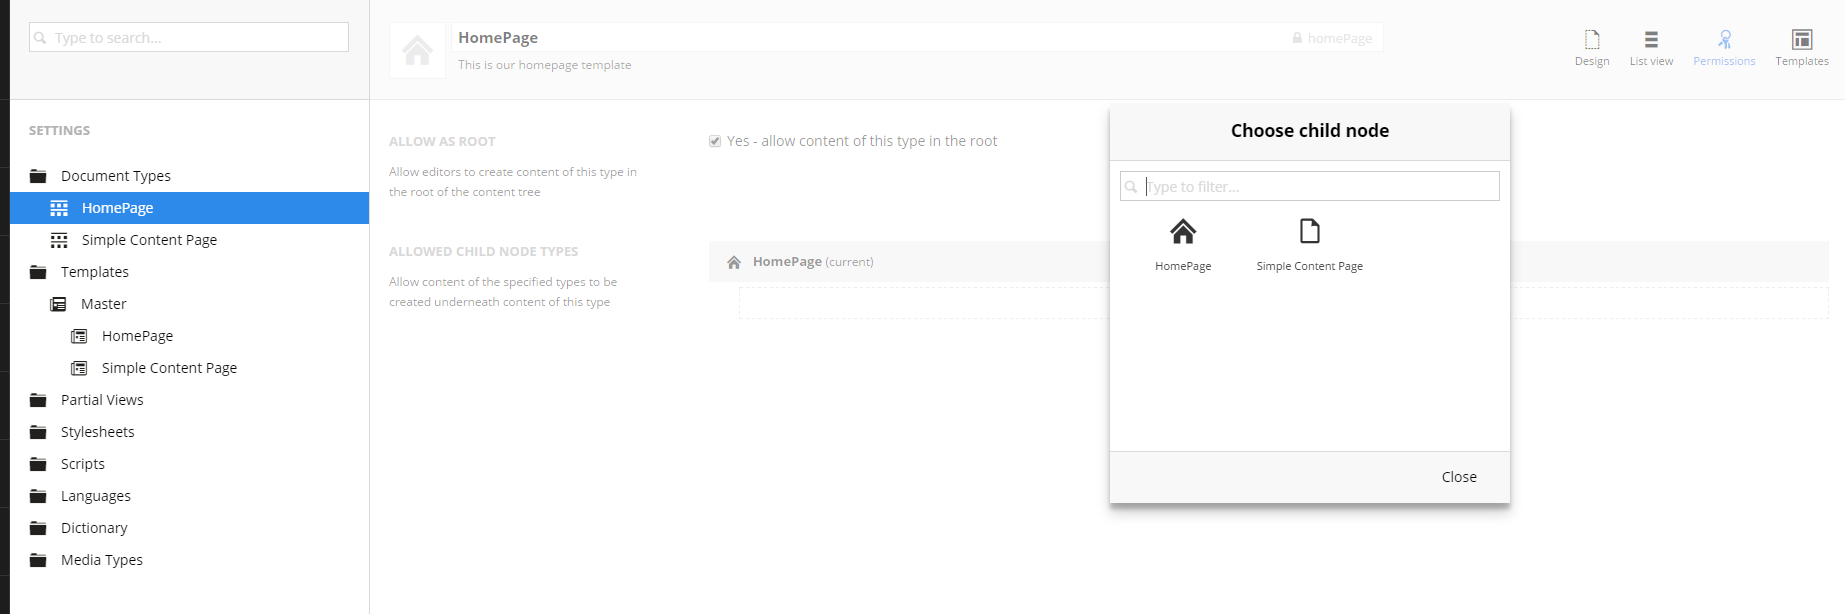 Type to search...
SETTINGS
Document Types
HomePage
Simple Content Page
Templates
Master
HomePage
Simple Content Page
Partial Views
Stylesheets
Scripts
Languages
Dictionary
Media Types
HomePage
homePage
This is our homepage template
Design
List view
Permissions
Templates
ALLOW AS ROOT
Allow editors to create content of this type in
the root of the content tree
Yes - allow content of this type in the root
ALLOWED CHILD NODE TYPES
Allow content of the specified types to be
created underneath content of this type
HomePage (current)
Choose child node
Type to filter...
HomePage
Simple Content Page
Close